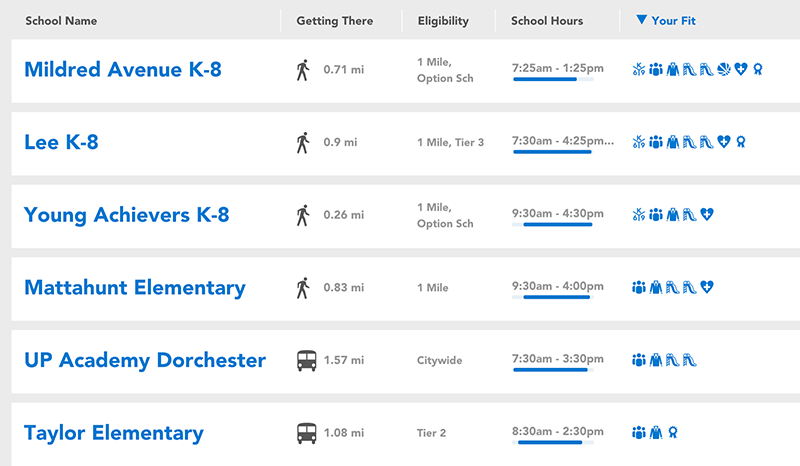 School Name Getting There Eligibility School Hours Your Fit
Mildred Avenue K-8 0.71 mi 1 Mile, 7:25am - 1:25pm
Option Sch
Lee K-8 0.9 mi 1 Mile, Tier 3 7:30am - 4:25pm...
Young Achievers K-8 0.26 mi 1 Mile, 9:30am - 4:30pm
Option Sch
Mattahunt Elementary 0.83 mi 1 Mile 9:30am - 4:00pm
UP Academy Dorchester 1.57 mi Citywide 7:30am - 3:30pm
Taylor Elementary 1.08 mi Tier 2 8:30am - 2:30pm